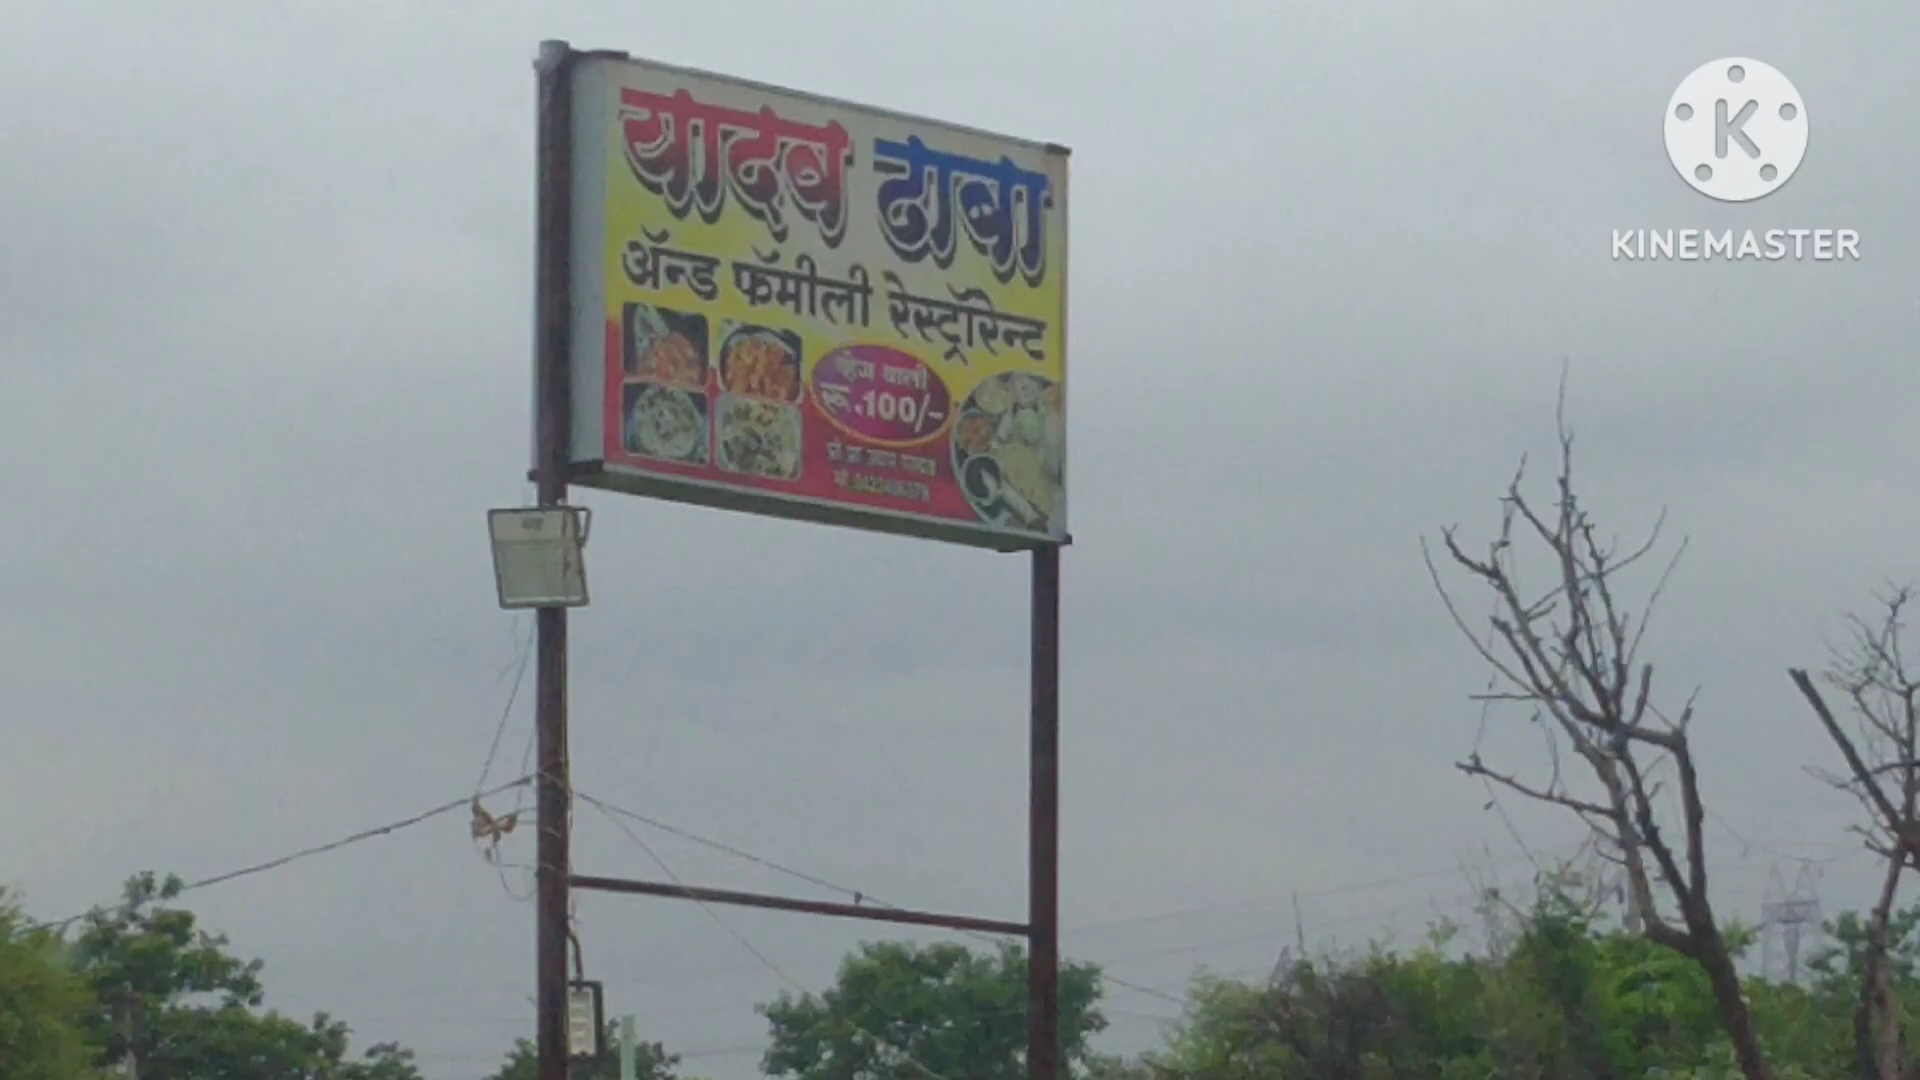 यादव ढाबा
ॲन्ड फॅमीली रेस्ट्रॉरेन्ट
व्हेज थाली
रू.100/-
K
KINEMASTER